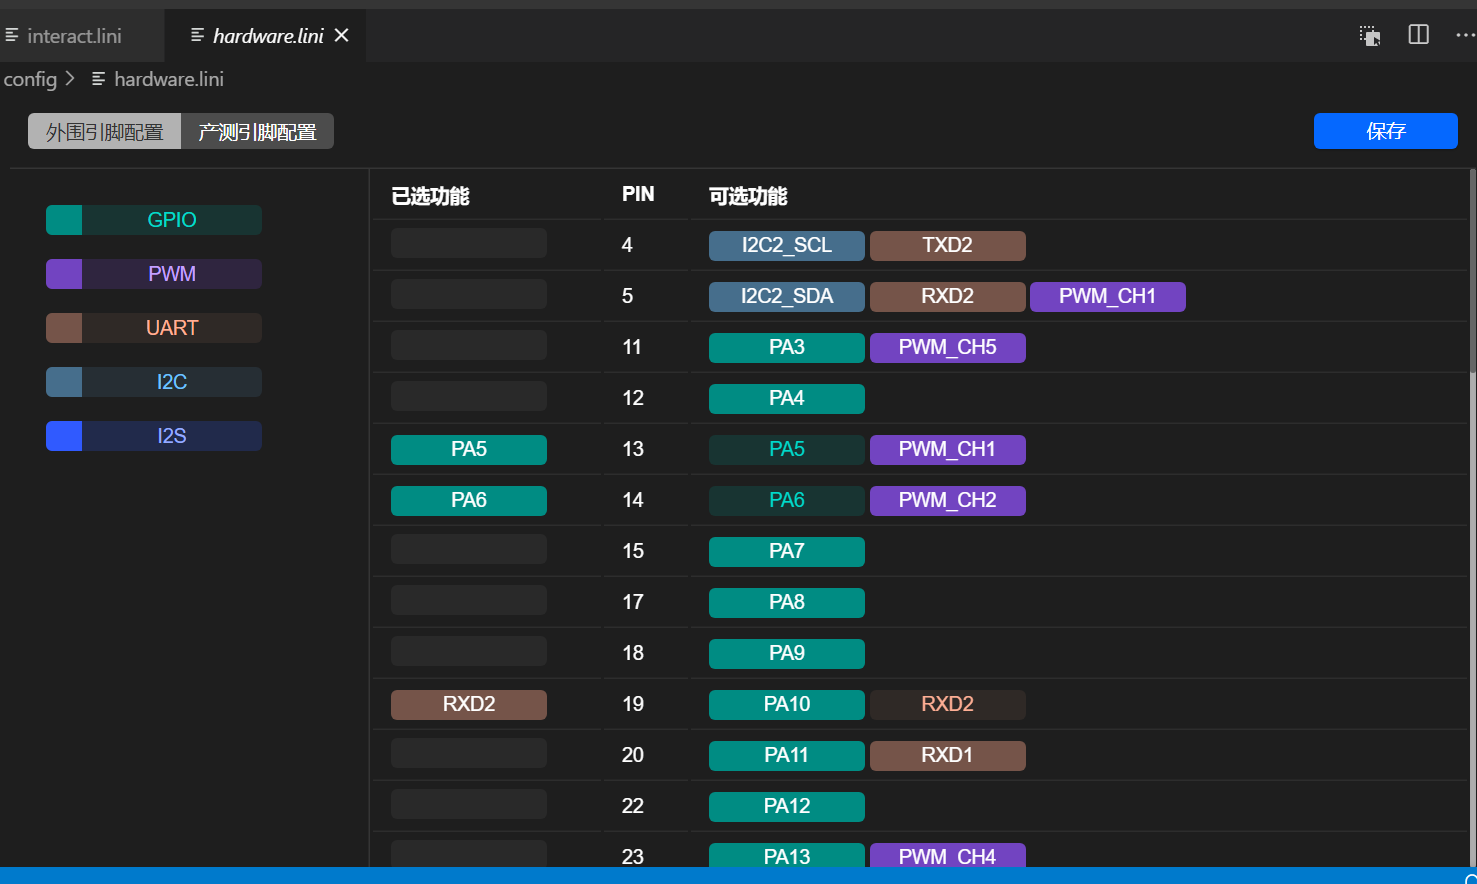 interact.lini hardware.lini
config hardware.lini
外围引脚配置 产测引脚配置 保存
已选功能 PIN 可选功能
GPIO
PWM
UART
I2C
I2S
4 I2C2_SCL TXD2
5 I2C2_SDA RXD2 PWM_CH1
11 PA3 PWM_CH5
12 PA4
PA5 13 PA5 PWM_CH1
PA6 14 PA6 PWM_CH2
15 PA7
17 PA8
18 PA9
RXD2 19 PA10 RXD2
20 PA11 RXD1
22 PA12
23 PA13 PWM_CH4